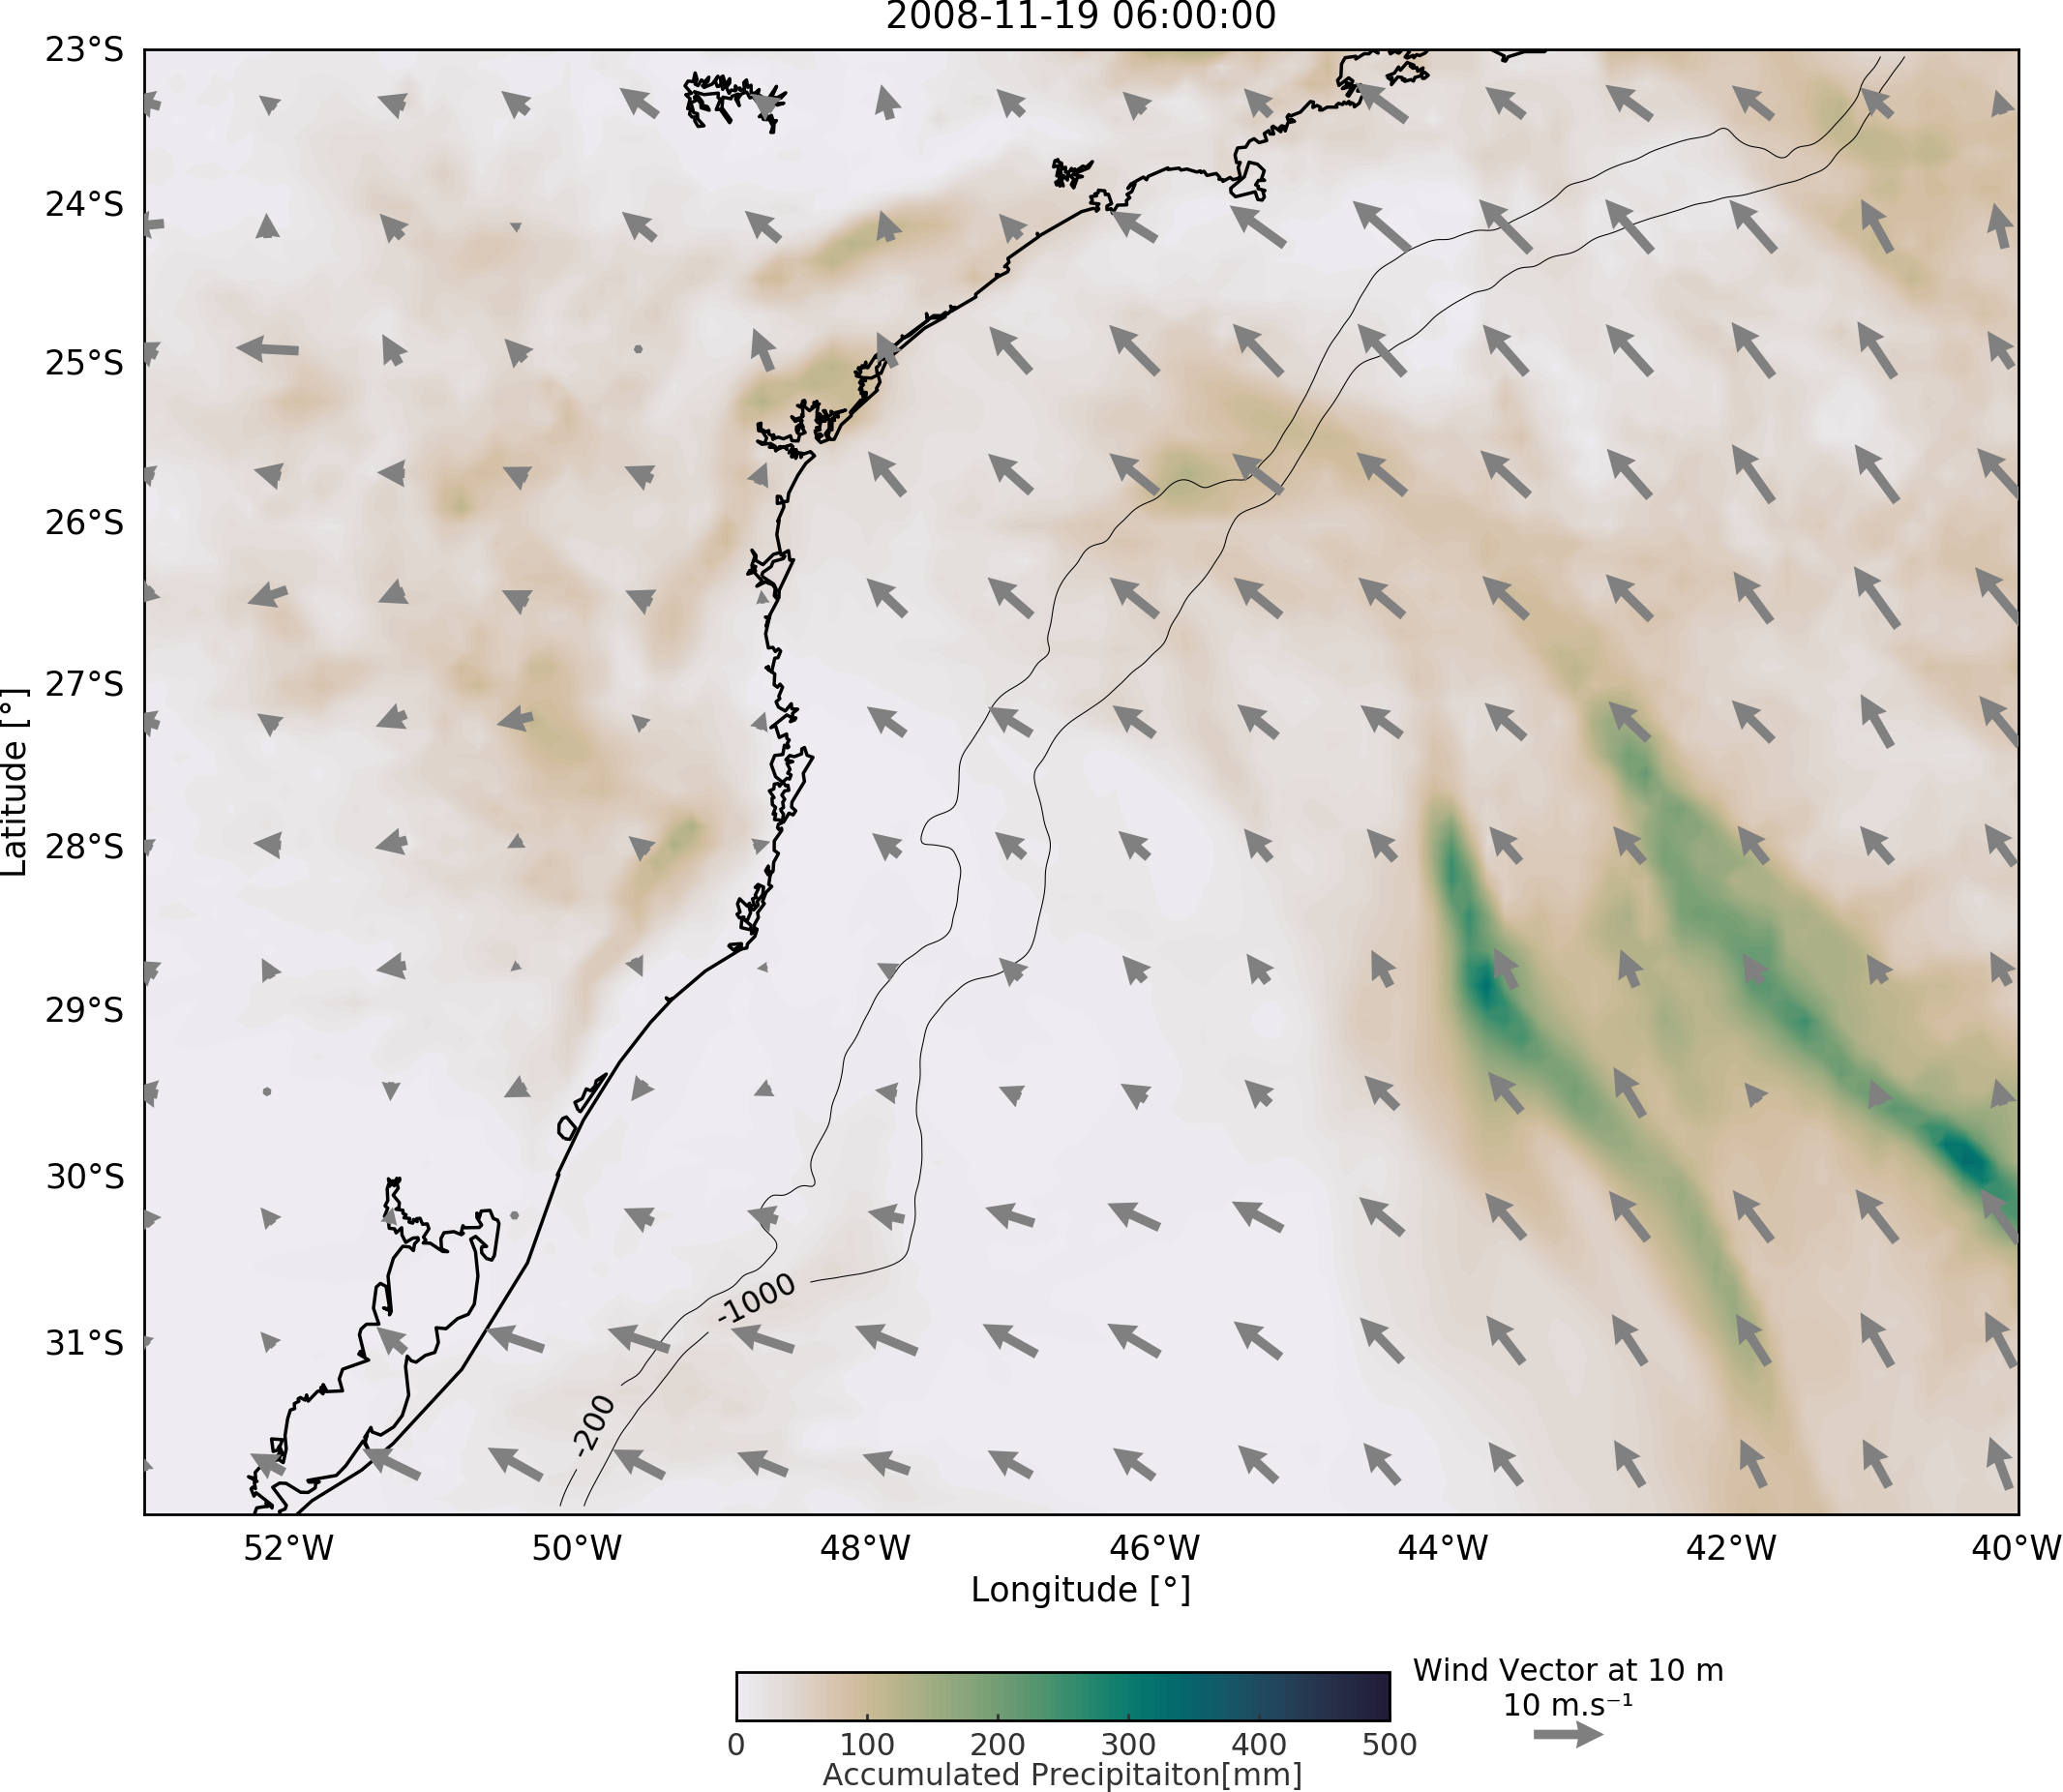 2008-11-19 06:00:00
23°S
24°S
25°S
26°S
27°S
28°S
29°S
30°S
31°S
Latitude [°]
-1000
-200
52°W 50°W 48°W 46°W 44°W 42°W 40°W
Longitude [°]
0 100 200 300 400 500
Accumulated Precipitaiton[mm]
Wind Vector at 10 m
10 m.s⁻¹